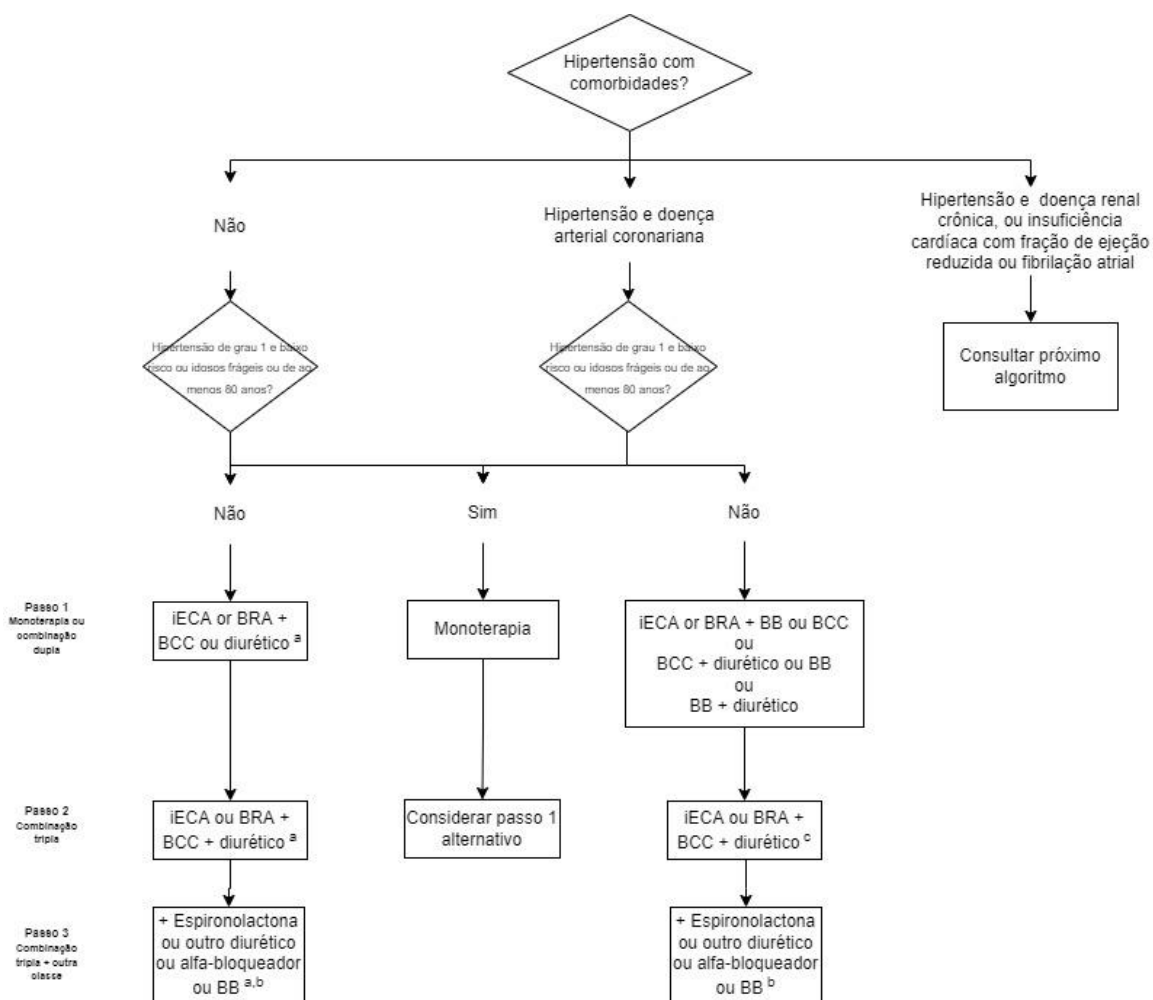 Hipertensão com
comorbidades?
Não
Hipertensão e doença
arterial coronariana
Hipertensão e doença renal
crônica, ou insuficiência
cardíaca com fração de ejeção
reduzida ou fibrilação atrial
Hipertensão de grau 1 e baixo
risco ou idosos frágeis ou de ao
menos 80 anos?
Hipertensão de grau 1 e baixo
risco ou idosos frágeis ou de ao
menos 80 anos?
Consultar próximo
algoritmo
Não
Sim
Não
Passo 1
Monoterapia ou
combinação
dupla
iECA or BRA +
BCC ou diurético a
Monoterapia
iECA or BRA + BB ou BCC
ou
BCC + diurético ou BB
ou
BB + diurético
Passo 2
Combinação
tripla
iECA ou BRA +
BCC + diurético a
Considerar passo 1
alternativo
iECA ou BRA +
BCC + diurético c
Passo 3
Combinação
tripla + outra
classe
+ Espironolactona
ou outro diurético
ou alfa-bloqueador
ou BB a,b
+ Espironolactona
ou outro diurético
ou alfa-bloqueador
ou BB b